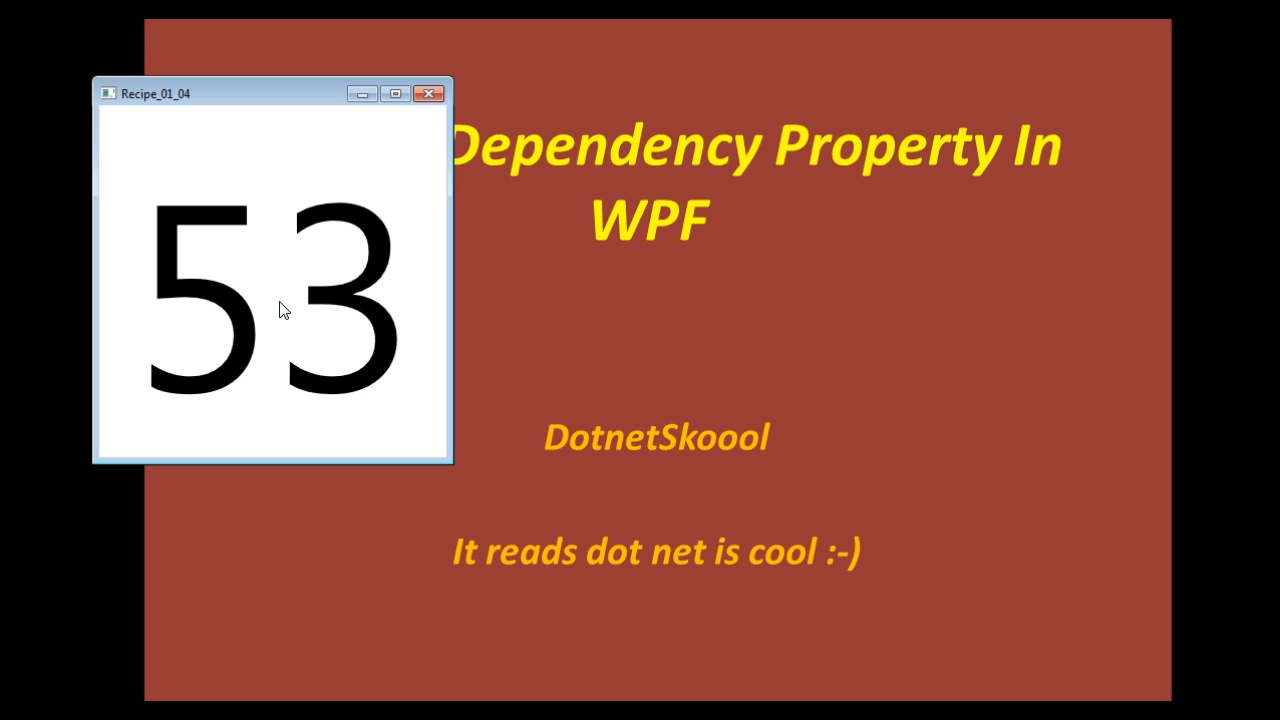 Recipe_01_04
53
Dependency Property In
WPF
DotnetSkoool
It reads dot net is cool :-)